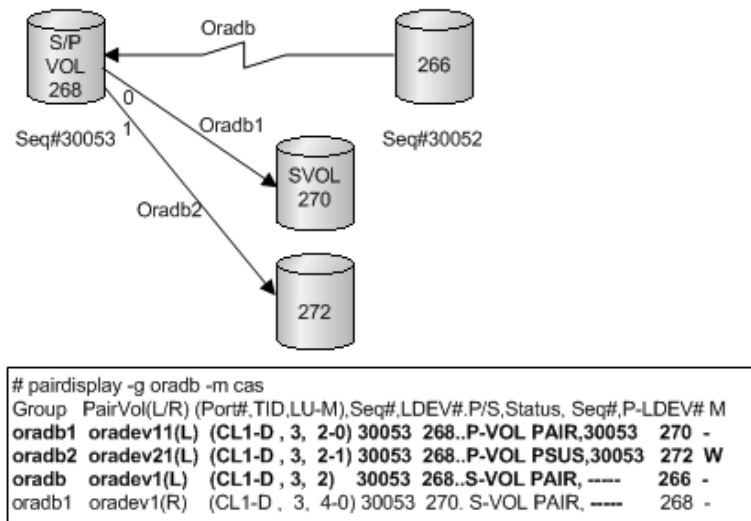 S/P
VOL
268
Oradb
266
0
1
Oradb1
Seq#30053
Seq#30052
SVOL
270
Oradb2
272
# pairdisplay -g oradb -m cas
Group PairVol(L/R) (Port#,TID,LU-M),Seq#,LDEV#.P/S,Status, Seq#,P-LDEV# M
oradb1 oradev11(L) (CL1-D , 3, 2-0) 30053 268..P-VOL PAIR,30053 270 -
oradb2 oradev21(L) (CL1-D , 3, 2-1) 30053 268..P-VOL PSUS,30053 272 W
oradb oradev1(L) (CL1-D , 3, 2) 30053 268..S-VOL PAIR, ----- 266 -
oradb1 oradev1(R) (CL1-D , 3, 4-0) 30053 270. S-VOL PAIR, ----- 268 -